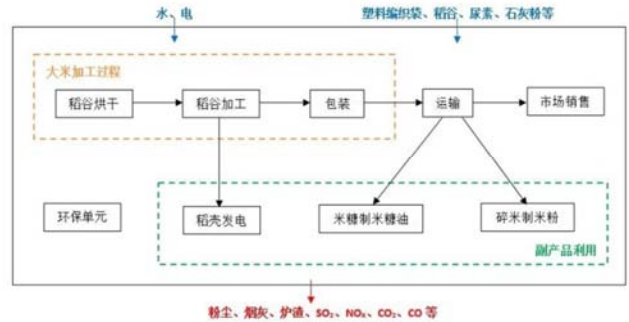 水、电
塑料编织袋、稻谷、尿素、石灰粉等
大米加工过程
稻谷烘干
稻谷加工
包装
运输
市场销售
环保单元
稻壳发电
米糖制米糖油
碎米制米粉
副产品利用
粉尘、烟灰、炉渣、SO₂、NOₓ、CO₂、CO 等